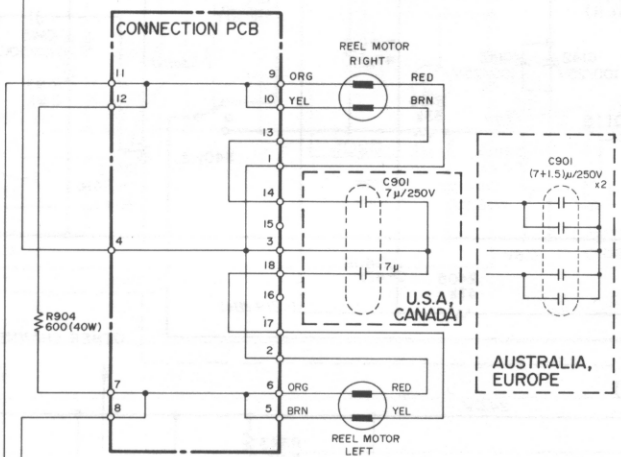 CONNECTION PCB
REEL MOTOR
RIGHT
11
9
ORG
RED
12
10
YEL
BRN
13
1
C901
7μ/250V
14
15
4
3
18
7μ
16
U.S.A,
CANADA
R904
600 (40W)
17
2
7
6
ORG
RED
8
5
BRN
YEL
REEL MOTOR
LEFT
C901
(7+1.5)μ/250V
x2
AUSTRALIA,
EUROPE